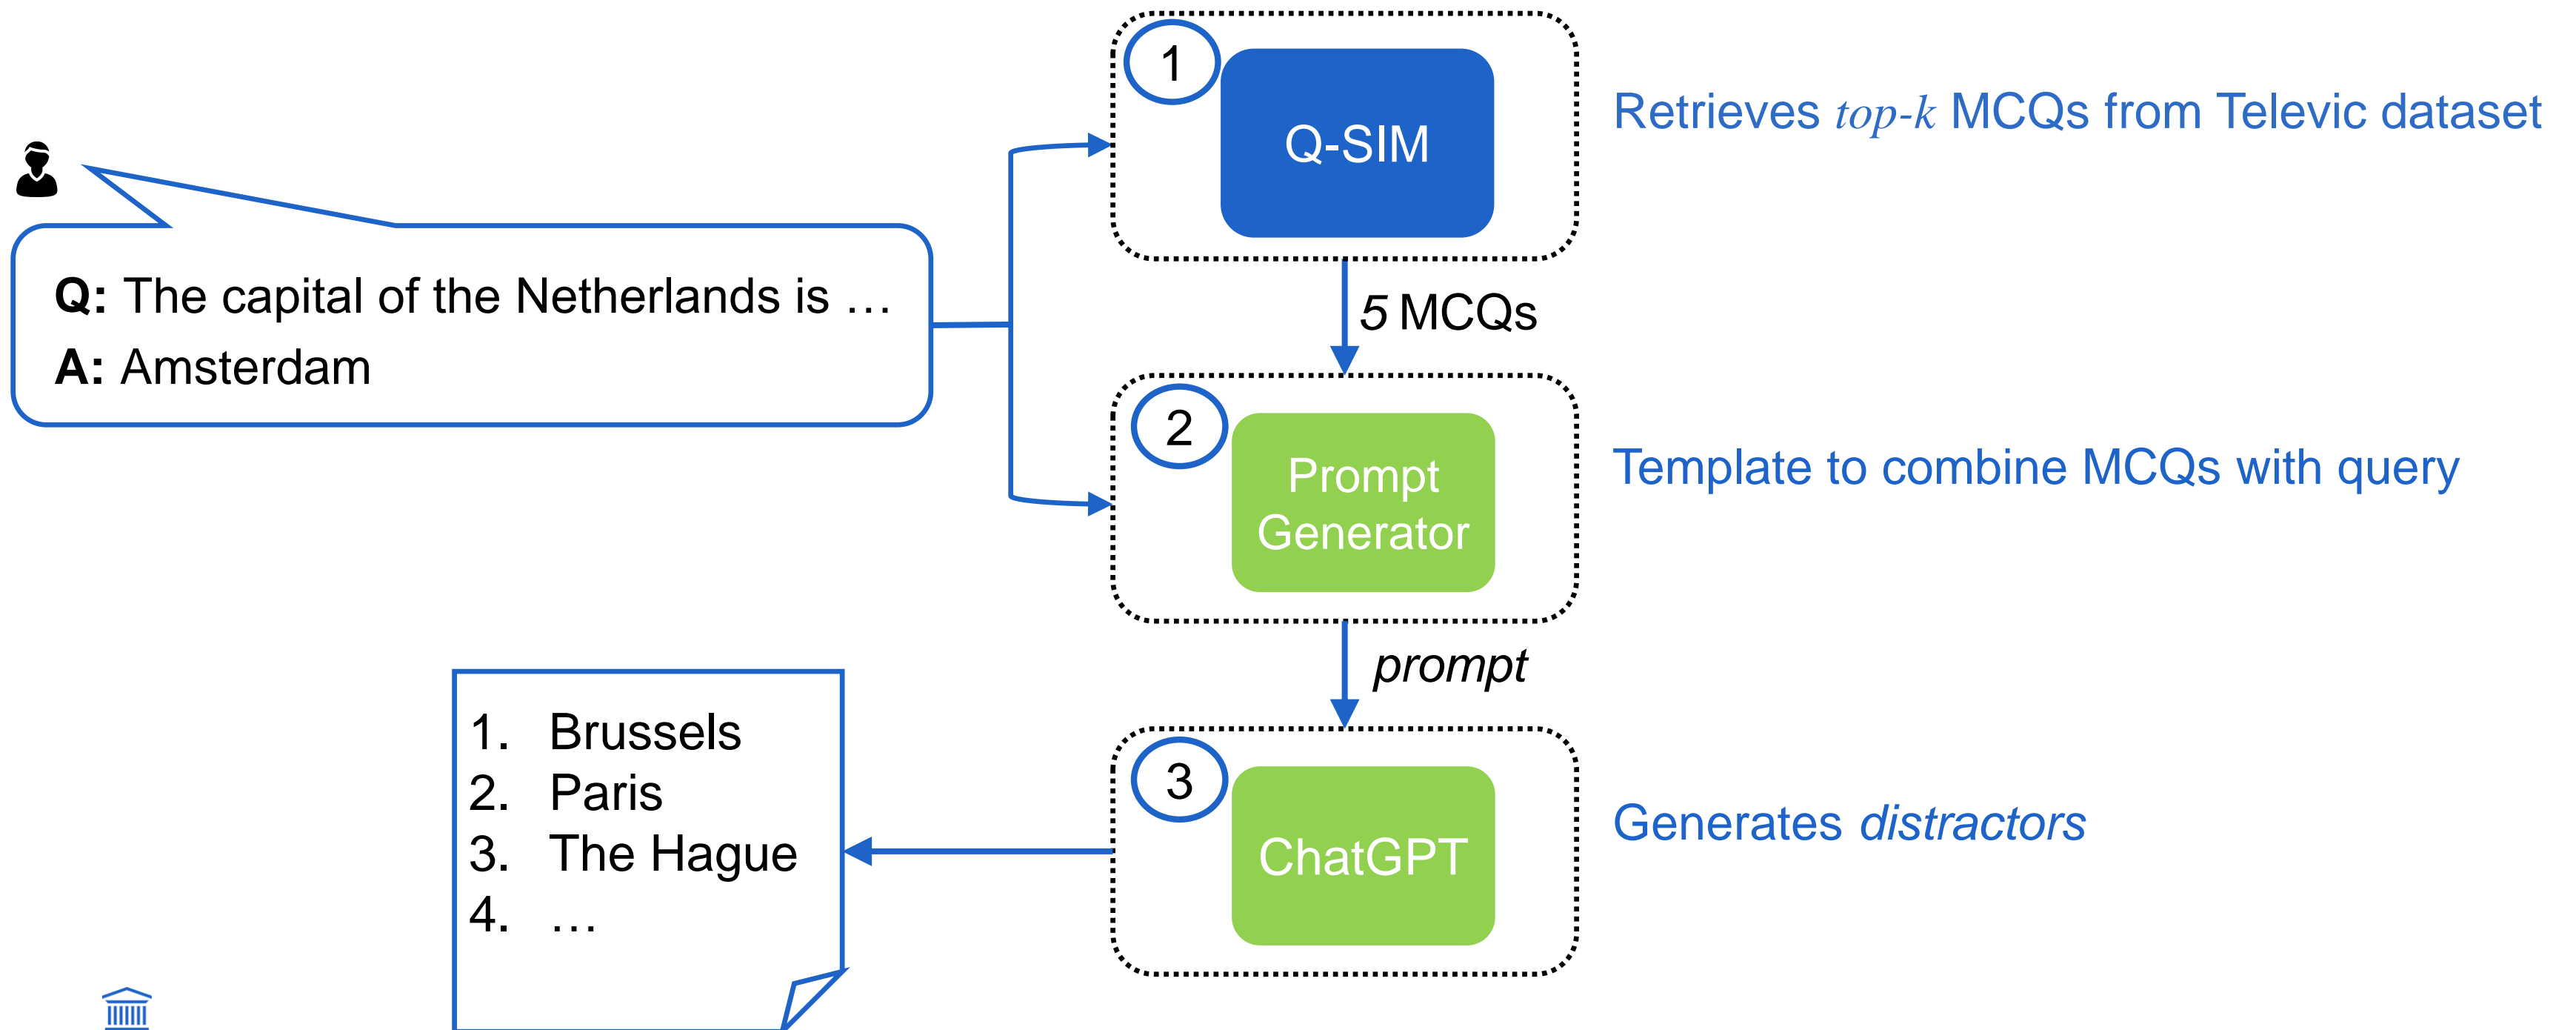 1
Q-SIM
Retrieves top-k MCQs from Televic dataset
Q: The capital of the Netherlands is …
A: Amsterdam
5 MCQs
2
Prompt
Generator
Template to combine MCQs with query
prompt
3
ChatGPT
Generates distractors
1. Brussels
2. Paris
3. The Hague
4. …